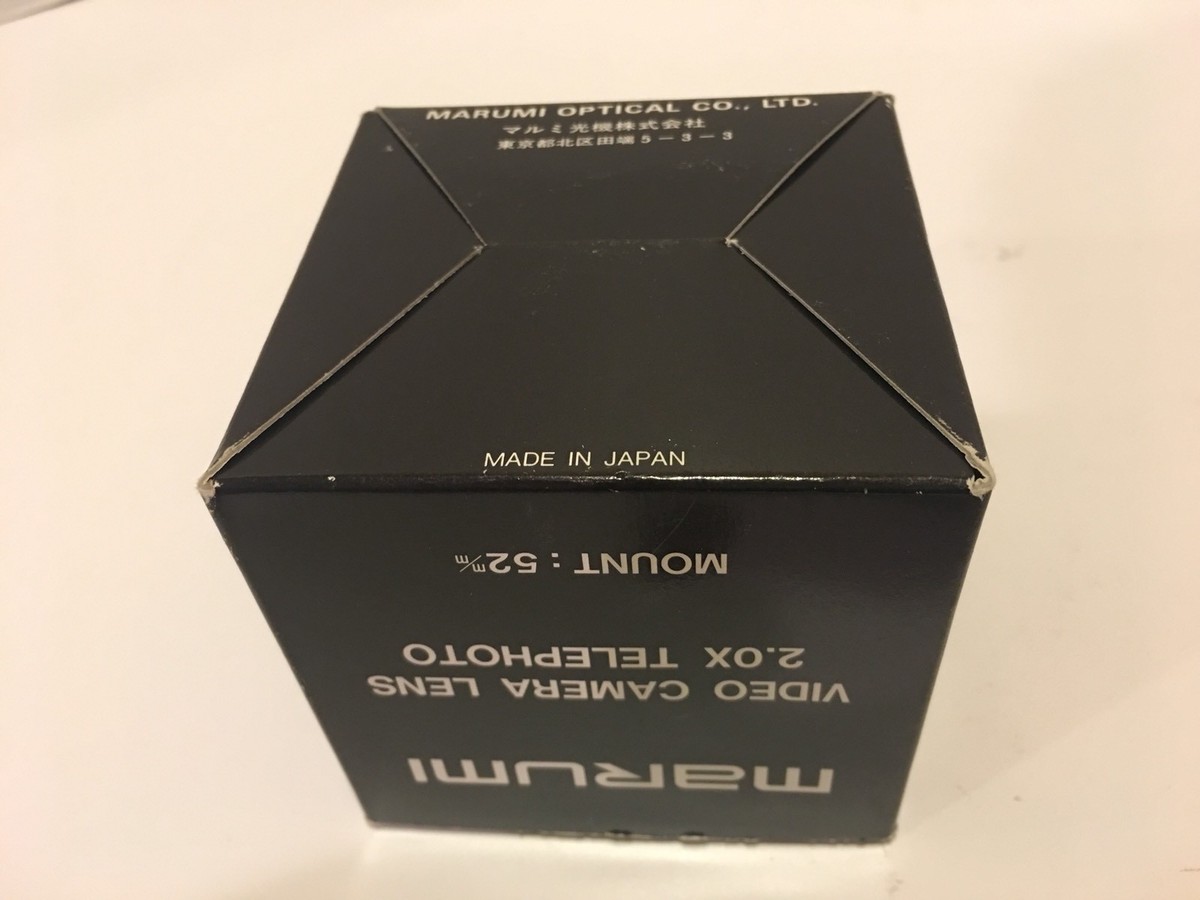 MARUMI OPTICAL CO., LTD.
マルミ光機株式会社
東京都北区田端5-3-3
MADE IN JAPAN
marumi
VIDEO CAMERA LENS
2.0X TELEPHOTO
MOUNT : 52m/m